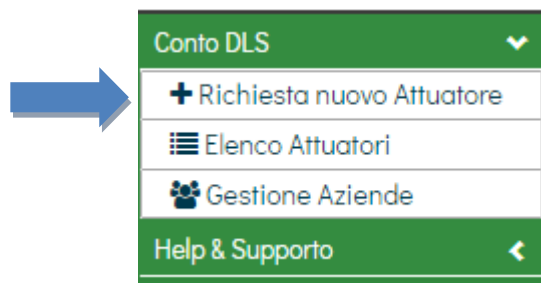 Conto DLS
Richiesta nuovo Attuatore
Elenco Attuatori
Gestione Aziende
Help & Supporto